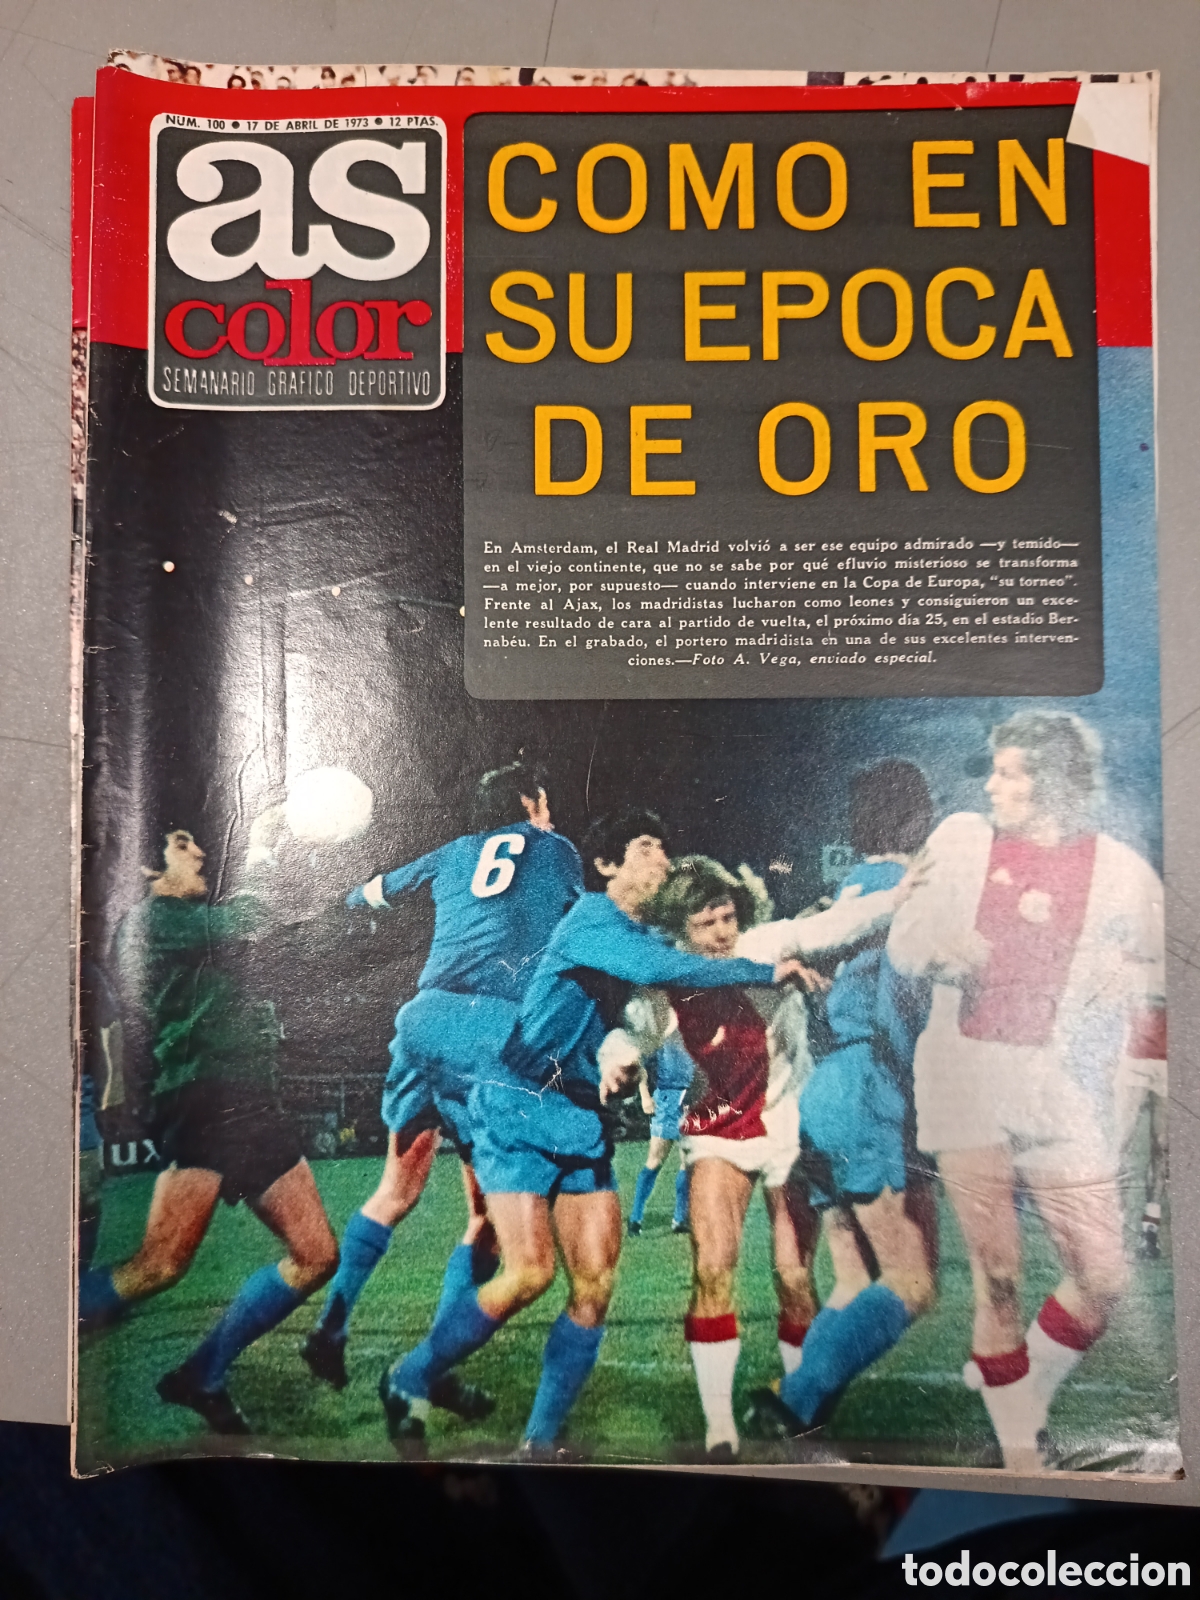 NUM. 100 • 17 DE ABRIL DE 1973 • 12 PTAS.
as
color
SEMANARIO GRAFICO DEPORTIVO
COMO EN
SU EPOCA
DE ORO
En Amsterdam, el Real Madrid volvió a ser ese equipo admirado —y temido—
en el viejo continente, que no se sabe por qué efluvio misterioso se transforma
—a mejor, por supuesto— cuando interviene en la Copa de Europa, "su torneo".
Frente al Ajax, los madridistas lucharon como leones y consiguieron un exce-
lente resultado de cara al partido de vuelta, el próximo día 25, en el estadio Ber-
nabéu. En el grabado, el portero madridista en una de sus excelentes interven-
ciones.—Foto A. Vega, enviado especial.
6
lux
todocoleccion